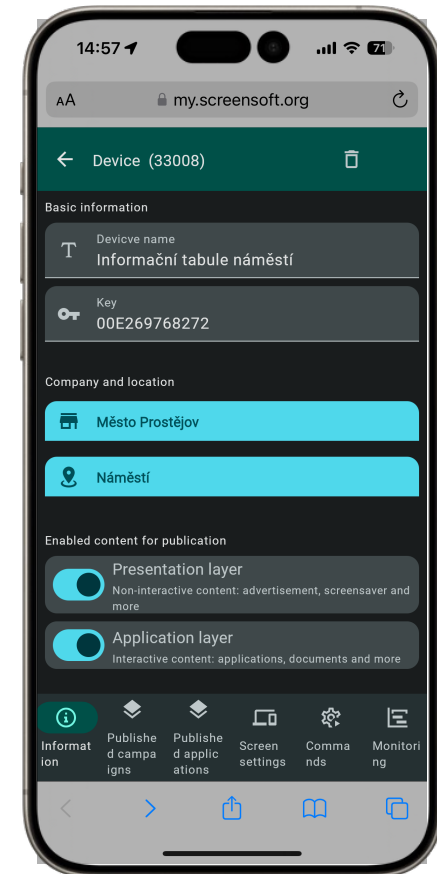 14:57
71
AA
my.screensoft.org
Device (33008)
Basic information
Devicve name
T
Informační tabule náměstí
Key
00E269768272
Company and location
Město Prostějov
Náměstí
Enabled content for publication
Presentation layer
Non-interactive content: advertisement, screensaver and
more
Application layer
Interactive content: applications, documents and more
Informat
ion
Publishe
d campa
igns
Publishe
d applic
ations
Screen
settings
Comma
nds
Monitori
ng